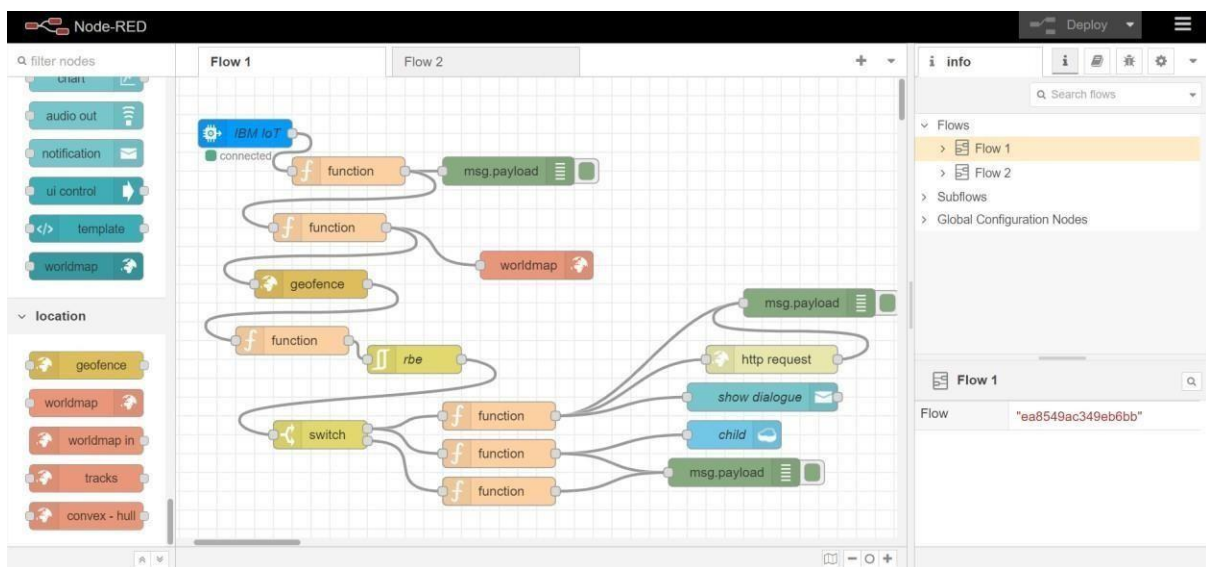 Node-RED
Deploy
filter nodes
chart
audio out
notification
ui control
template
worldmap
location
geofence
worldmap
worldmap in
tracks
convex - hull
Flow 1
Flow 2
IBM IoT
connected
function
msg.payload
function
worldmap
geofence
msg.payload
function
rbe
http request
show dialogue
function
switch
child
function
msg.payload
function
i info
i
Search flows
Flows
Flow 1
Flow 2
Subflows
Global Configuration Nodes
Flow 1
Flow
"ea8549ac349eb6bb"